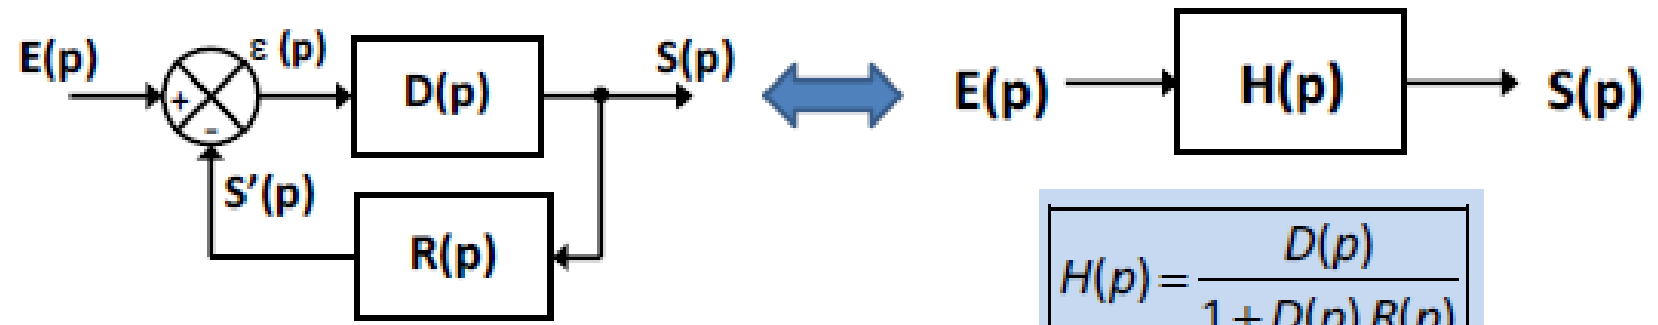 E(p)
+
-
ε (p)
D(p)
S(p)
S'(p)
R(p)
E(p)
H(p)
S(p)
H(p) = D(p) / 1 + D(p) R(p)